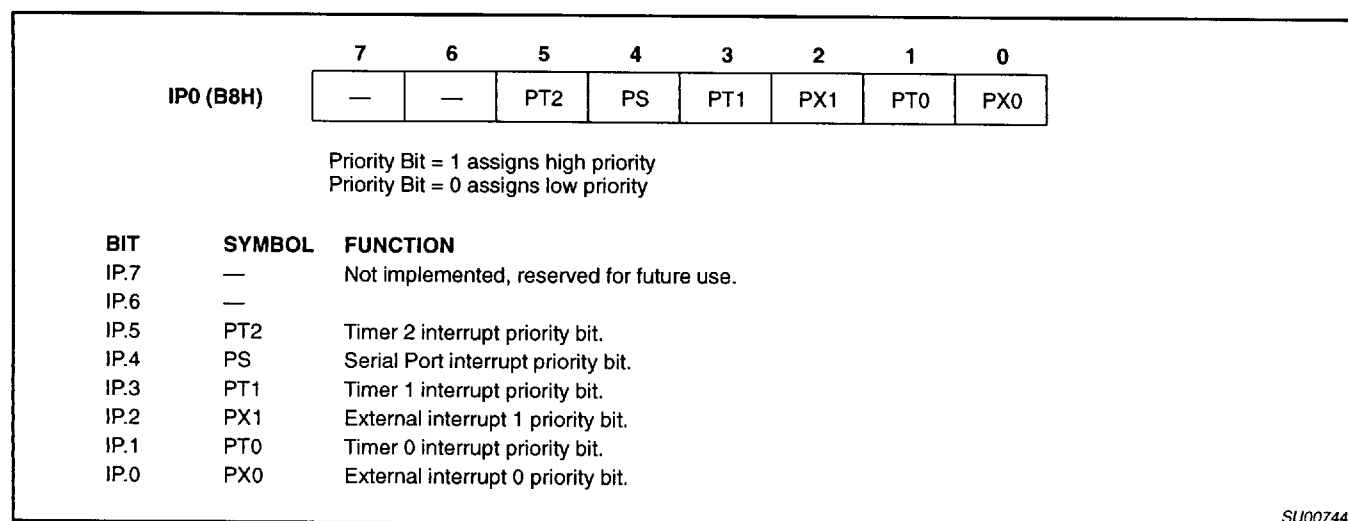 7 6 5 4 3 2 1 0
IP0 (B8H) — — PT2 PS PT1 PX1 PT0 PX0
Priority Bit = 1 assigns high priority
Priority Bit = 0 assigns low priority
BIT SYMBOL FUNCTION
IP.7 — Not implemented, reserved for future use.
IP.6 —
IP.5 PT2 Timer 2 interrupt priority bit.
IP.4 PS Serial Port interrupt priority bit.
IP.3 PT1 Timer 1 interrupt priority bit.
IP.2 PX1 External interrupt 1 priority bit.
IP.1 PT0 Timer 0 interrupt priority bit.
IP.0 PX0 External interrupt 0 priority bit.
SU00744